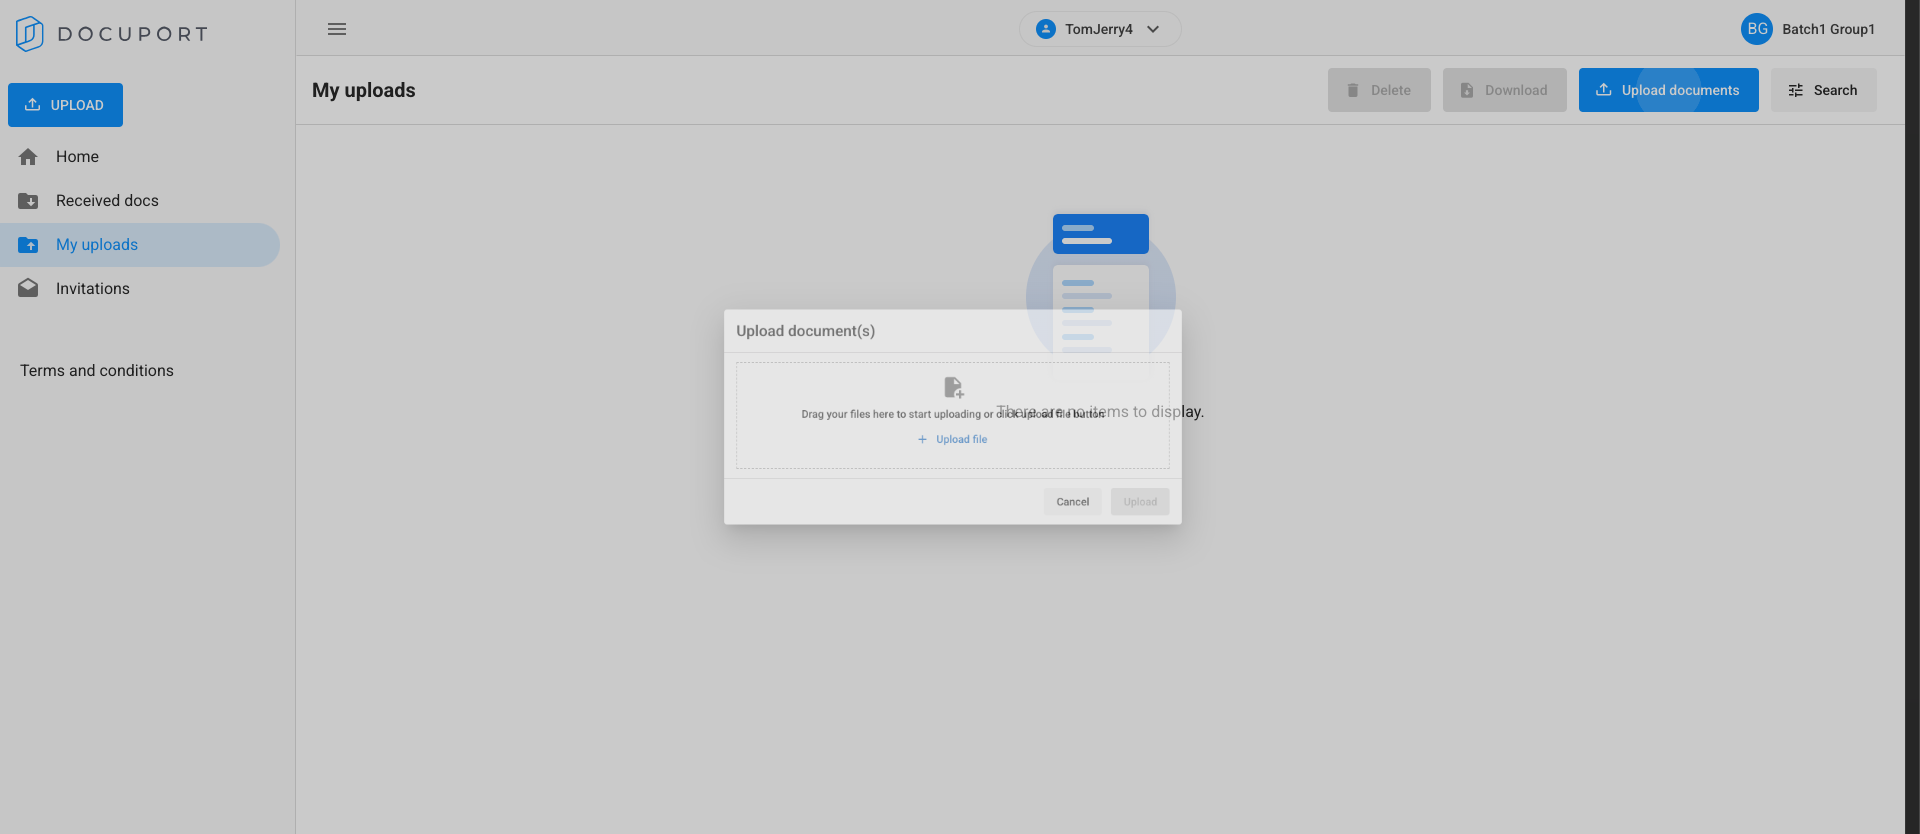 DOCUPORT
TomJerry4
BG Batch1 Group1
UPLOAD
Home
Received docs
My uploads
Invitations
Terms and conditions
My uploads
Delete
Download
Upload documents
Search
Upload document(s)
Drag your files here to start uploading or click upload file button
There are no items to display.
Upload file
Cancel
Upload